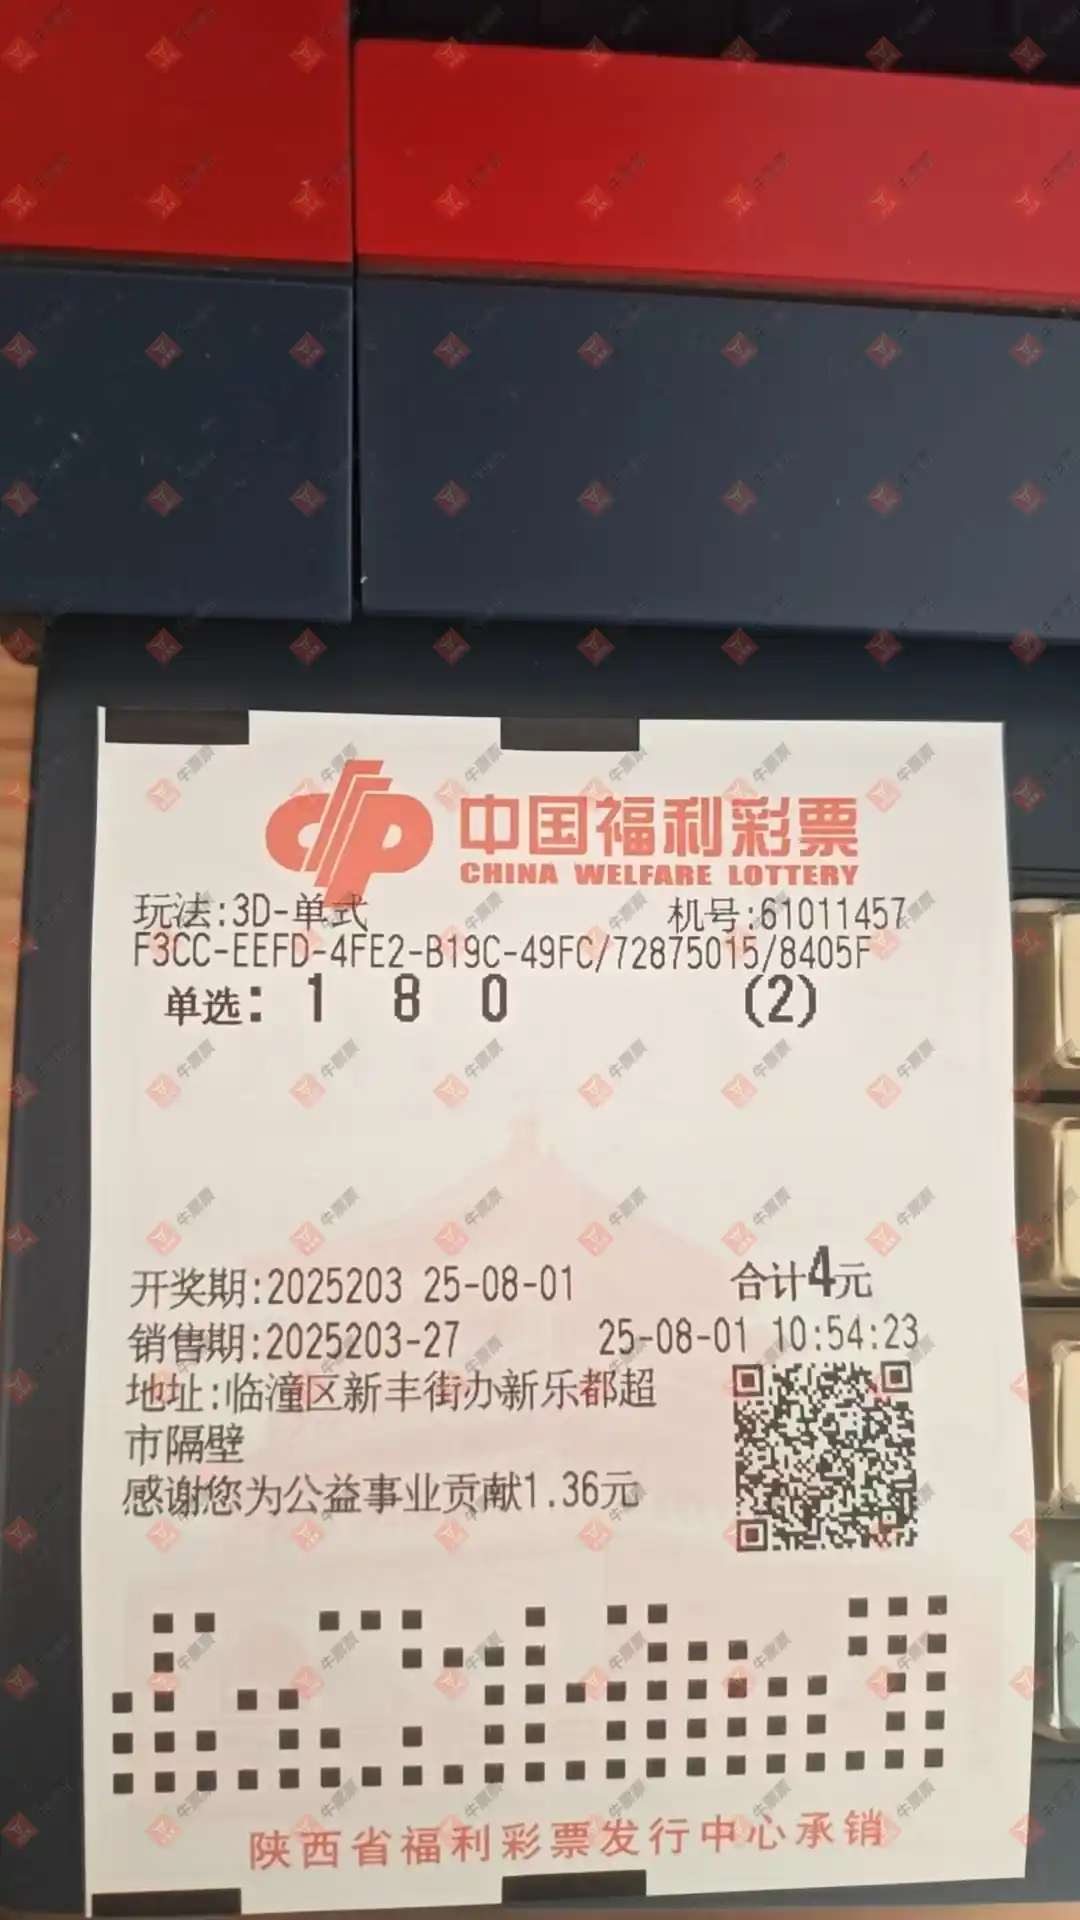 中国福利彩票
CHINA WELFARE LOTTERY
玩法:3D-单式 机号:61011457
F3CC-EEFD-4FE2-B19C-49FC/72875015/8405F
单选: 1 8 0 (2)
开奖期:2025203 25-08-01 合计4元
销售期:2025203-27 25-08-01 10:54:23
地址:临潼区新丰街办新乐都超
市隔壁
感谢您为公益事业贡献1.36元
陕西省福利彩票发行中心承销
牛票票